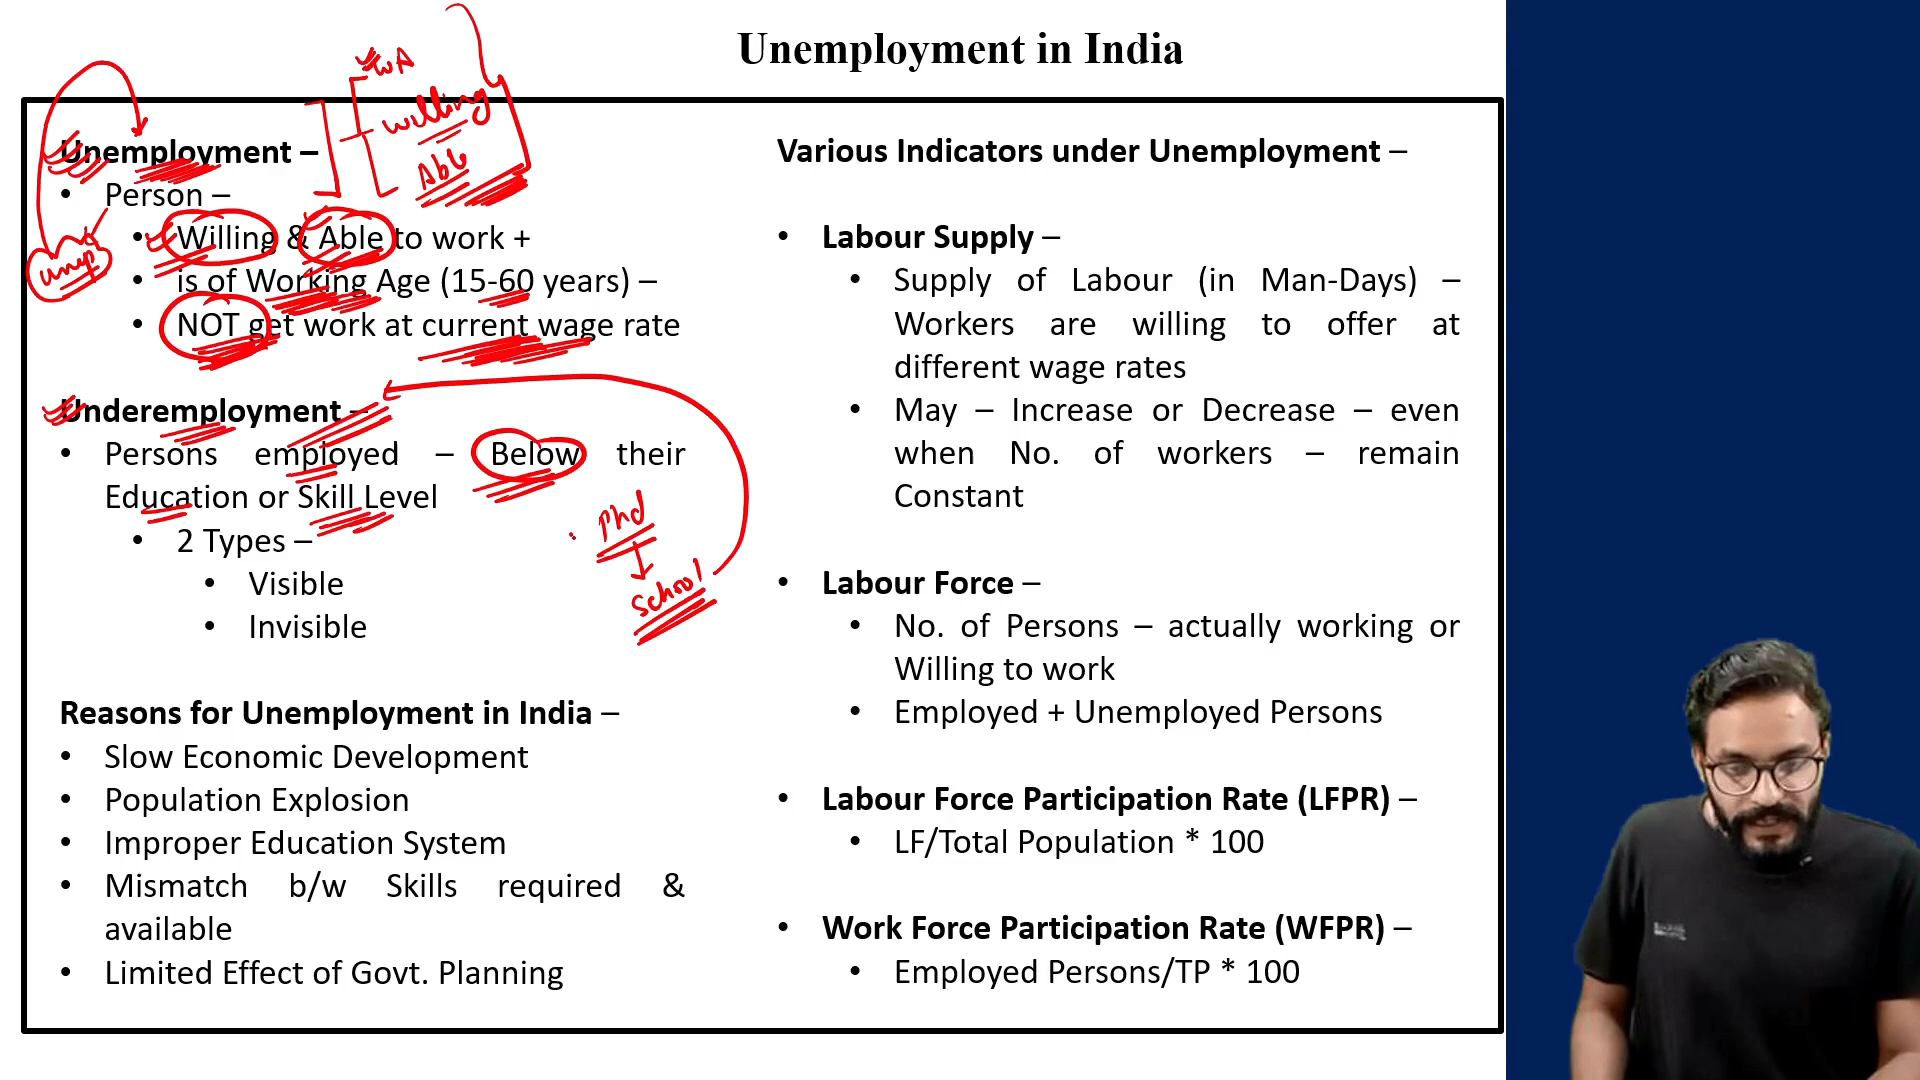 Unemployment in India
WA
willing
Able
Unemployment –
• Person –
• Willing & Able to work +
unep
• is of Working Age (15-60 years) –
• NOT get work at current wage rate
Underemployment –
• Persons employed – Below their
Education or Skill Level
• 2 Types –
• Visible
• Invisible
Phd
School
Reasons for Unemployment in India –
• Slow Economic Development
• Population Explosion
• Improper Education System
• Mismatch b/w Skills required &
available
• Limited Effect of Govt. Planning
Various Indicators under Unemployment –
• Labour Supply –
• Supply of Labour (in Man-Days) –
Workers are willing to offer at
different wage rates
• May – Increase or Decrease – even
when No. of workers – remain
Constant
• Labour Force –
• No. of Persons – actually working or
Willing to work
• Employed + Unemployed Persons
• Labour Force Participation Rate (LFPR) –
• LF/Total Population * 100
• Work Force Participation Rate (WFPR) –
• Employed Persons/TP * 100